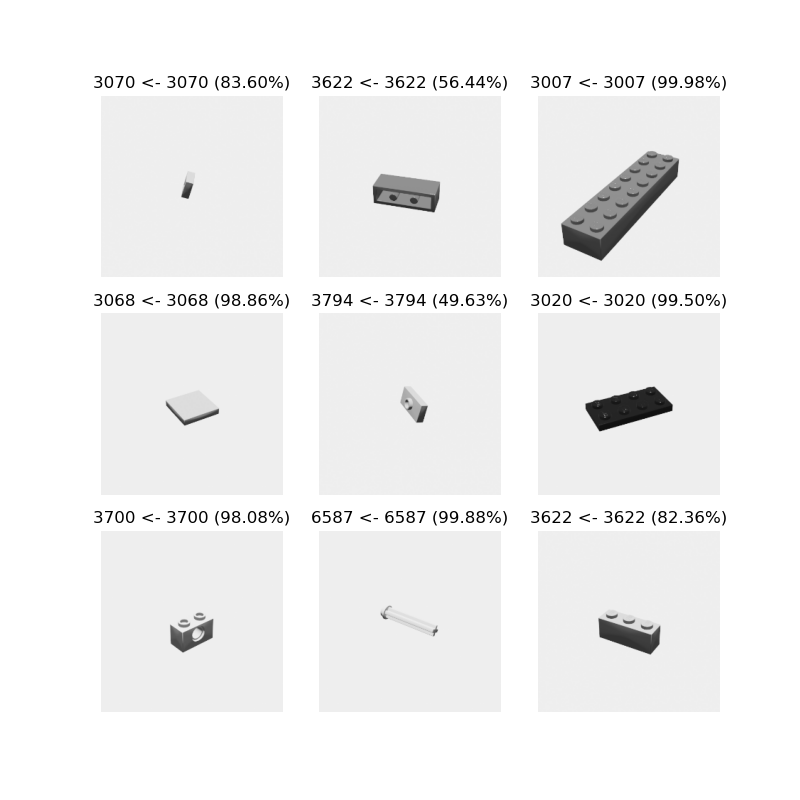 3070 <- 3070 (83.60%)
3622 <- 3622 (56.44%)
3007 <- 3007 (99.98%)
3068 <- 3068 (98.86%)
3794 <- 3794 (49.63%)
3020 <- 3020 (99.50%)
3700 <- 3700 (98.08%)
6587 <- 6587 (99.88%)
3622 <- 3622 (82.36%)